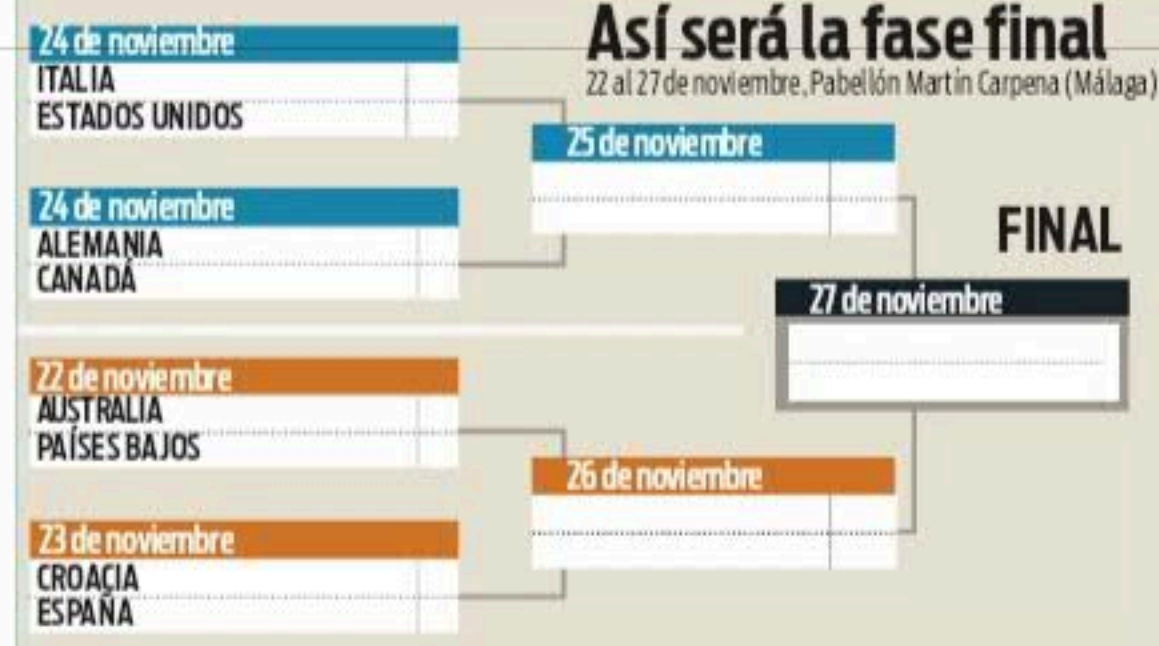 Así será la fase final
22 al 27 de noviembre, Pabellón Martín Carpena (Málaga)
24 de noviembre
ITALIA
ESTADOS UNIDOS
24 de noviembre
ALEMANIA
CANADÁ
25 de noviembre
22 de noviembre
AUSTRALIA
PAÍSES BAJOS
23 de noviembre
CROACIA
ESPAÑA
26 de noviembre
FINAL
27 de noviembre